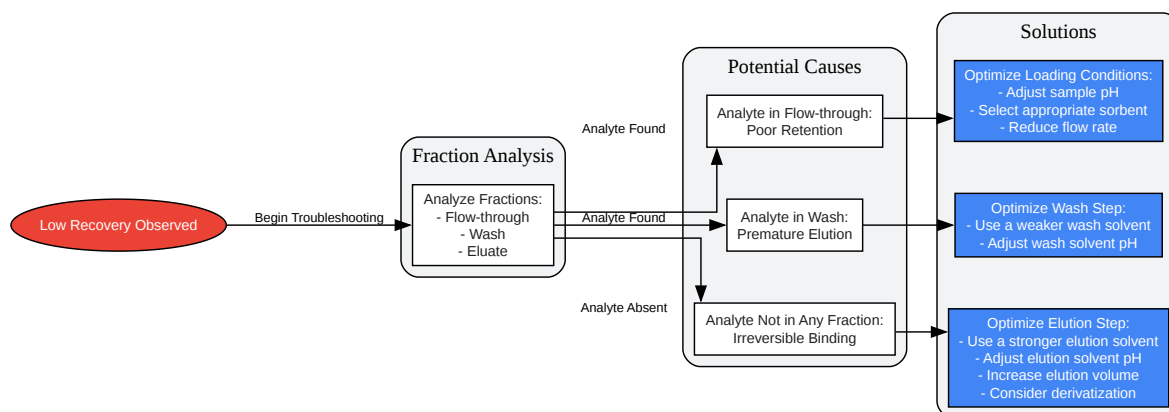 Low Recovery Observed
Begin Troubleshooting
Fraction Analysis
Analyze Fractions:
- Flow-through
- Wash
- Eluate
Analyte Found
Analyte Found
Analyte Absent
Potential Causes
Analyte in Flow-through:
Poor Retention
Analyte in Wash:
Premature Elution
Analyte Not in Any Fraction:
Irreversible Binding
Solutions
Optimize Loading Conditions:
- Adjust sample pH
- Select appropriate sorbent
- Reduce flow rate
Optimize Wash Step:
- Use a weaker wash solvent
- Adjust wash solvent pH
Optimize Elution Step:
- Use a stronger elution solvent
- Adjust elution solvent pH
- Increase elution volume
- Consider derivatization